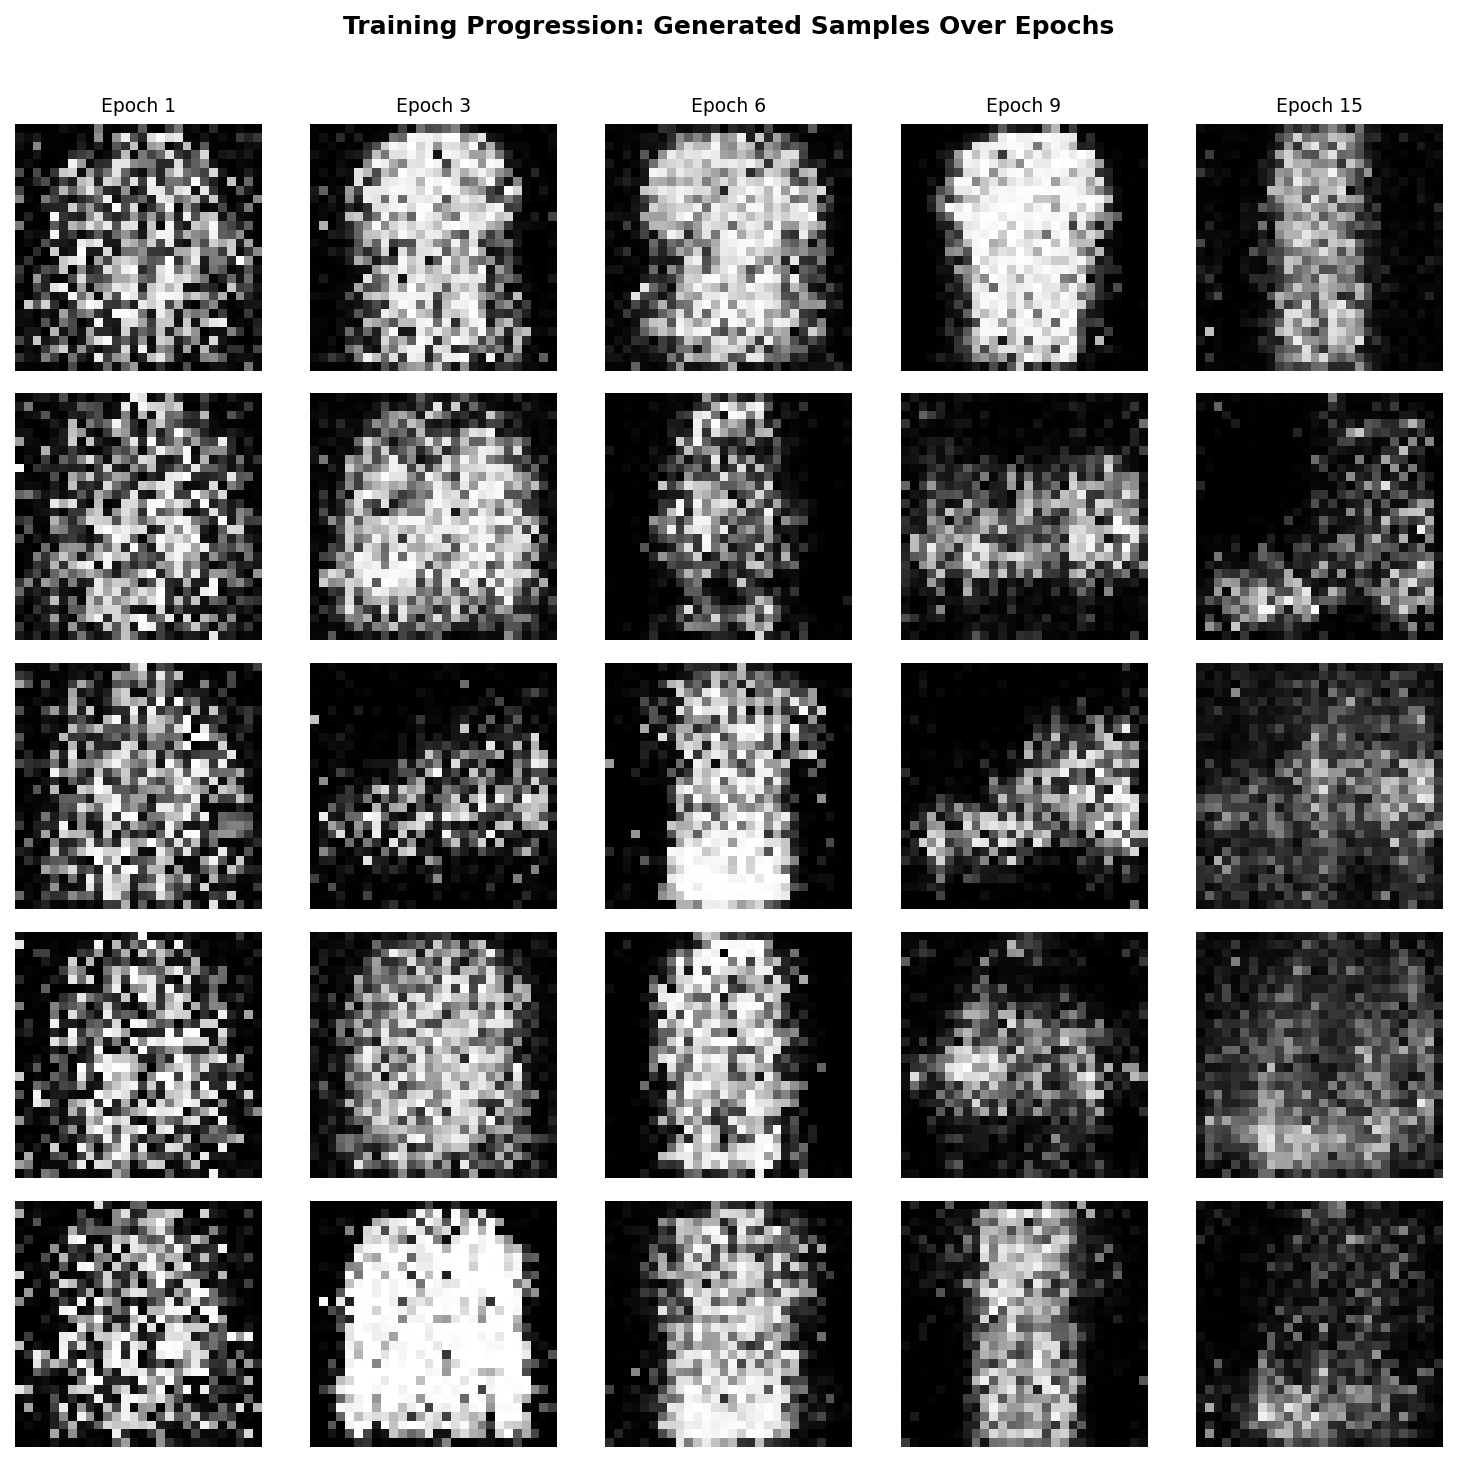 Training Progression: Generated Samples Over Epochs
Epoch 1
Epoch 3
Epoch 6
Epoch 9
Epoch 15